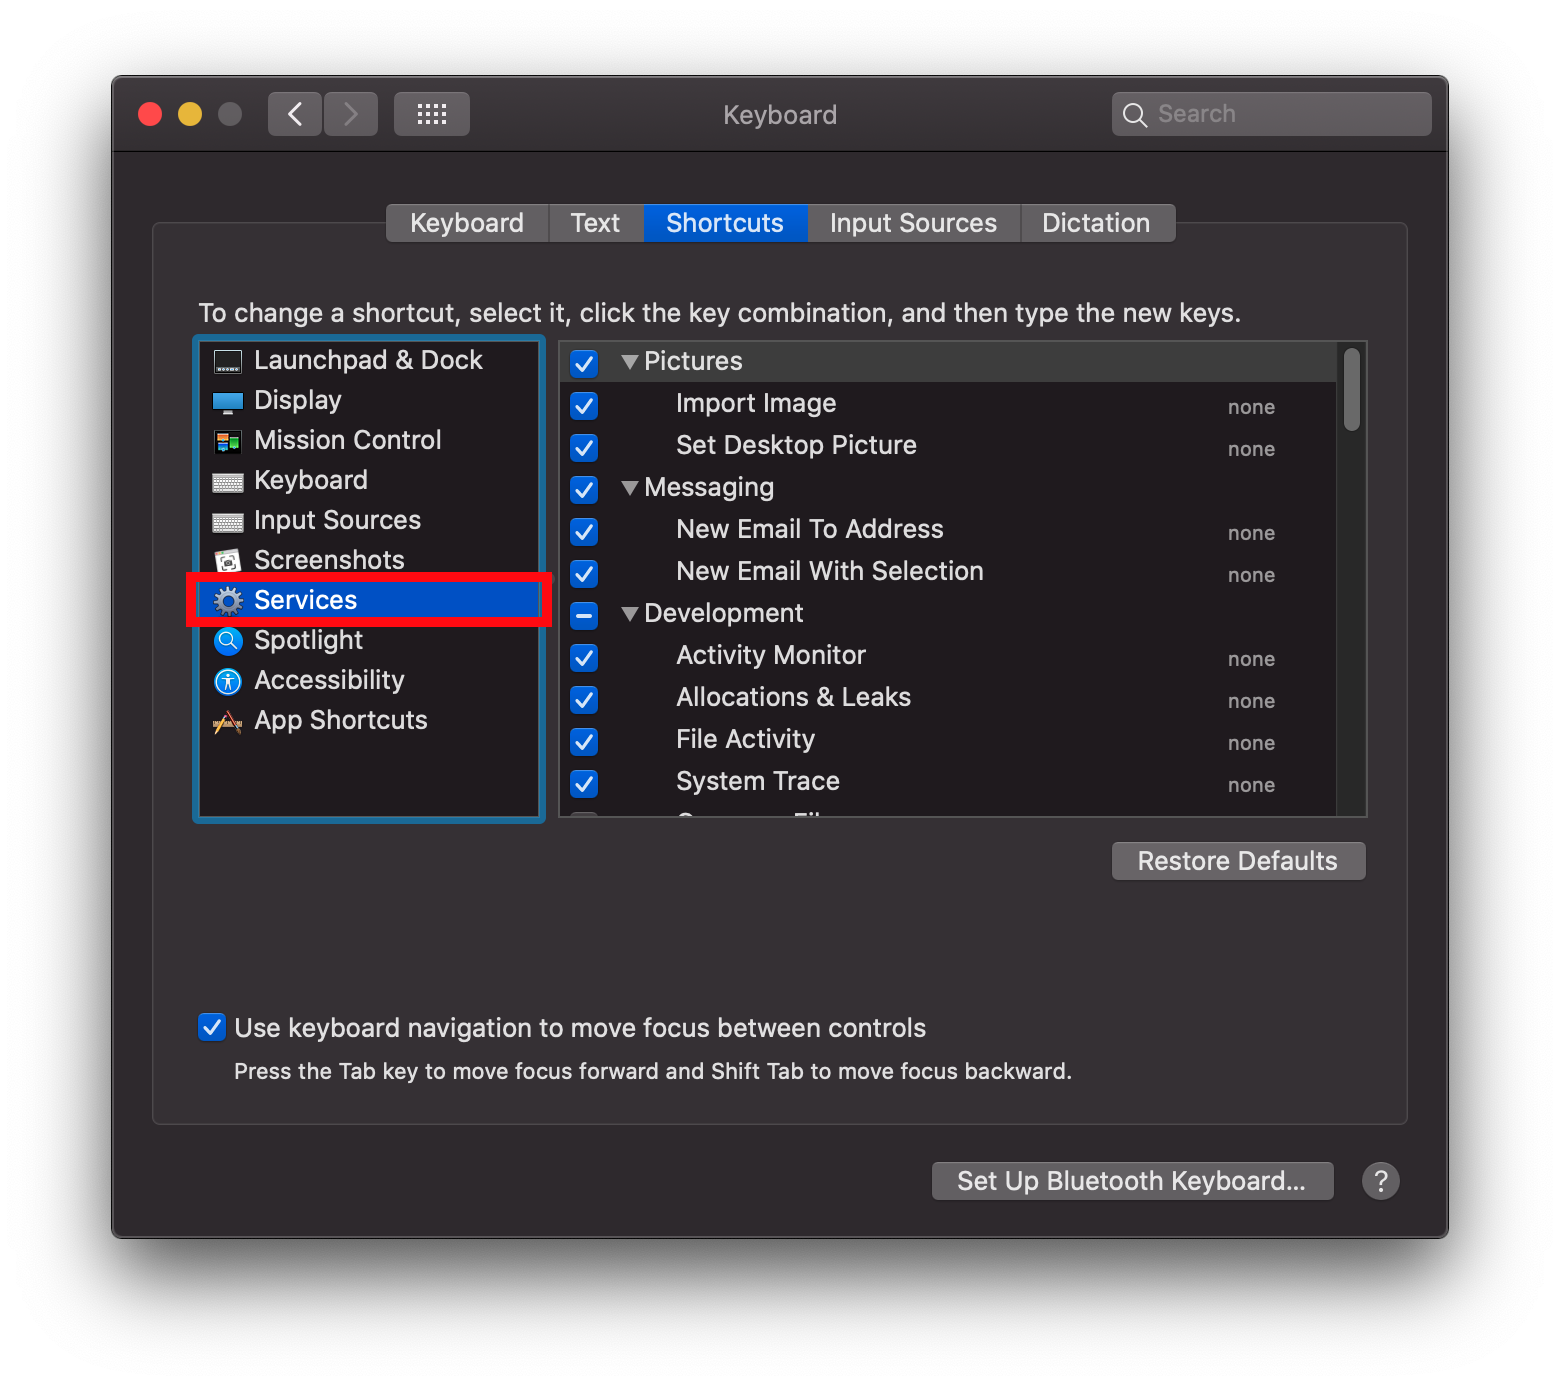 Keyboard
Search
Keyboard
Text
Shortcuts
Input Sources
Dictation
To change a shortcut, select it, click the key combination, and then type the new keys.
Launchpad & Dock
Display
Mission Control
Keyboard
Input Sources
Screenshots
Services
Spotlight
Accessibility
App Shortcuts
Pictures
Import Image none
Set Desktop Picture none
Messaging
New Email To Address none
New Email With Selection none
Development
Activity Monitor none
Allocations & Leaks none
File Activity none
System Trace none
Restore Defaults
Use keyboard navigation to move focus between controls
Press the Tab key to move focus forward and Shift Tab to move focus backward.
Set Up Bluetooth Keyboard...
?